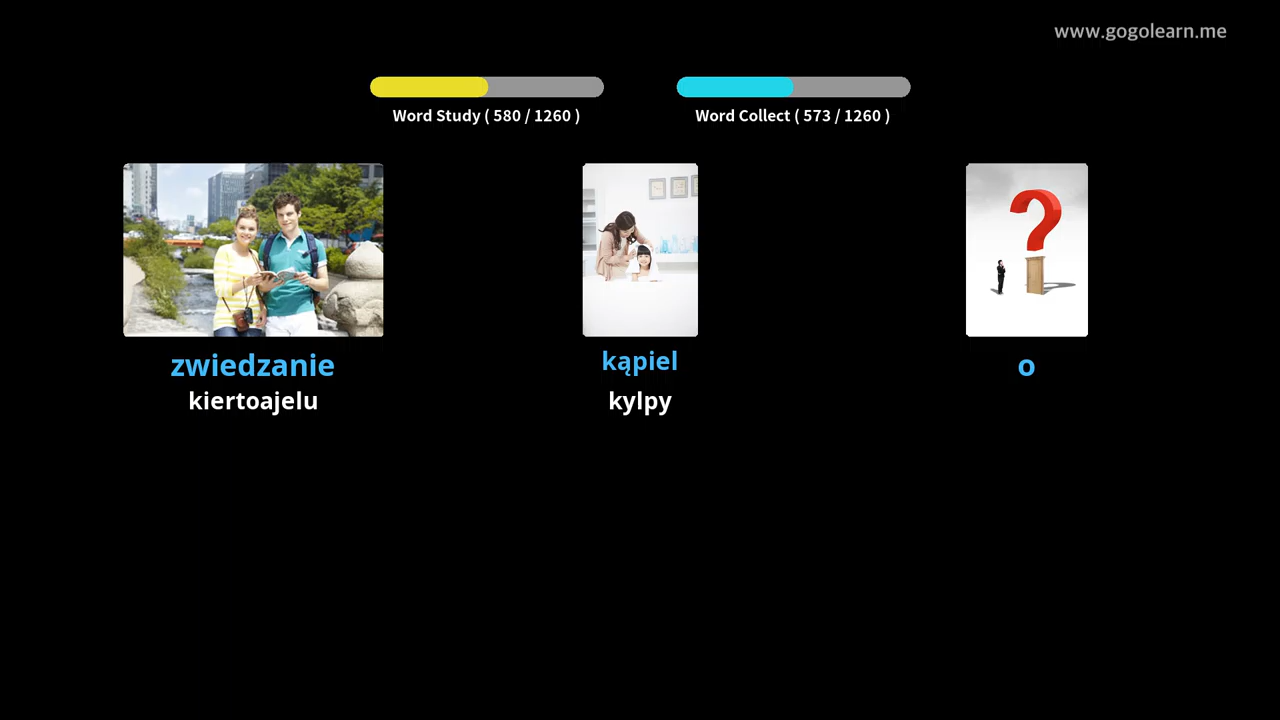 www.gogolearn.me
Word Study ( 580 / 1260 )
Word Collect ( 573 / 1260 )
zwiedzanie
kiertoajelu
kąpiel
kylpy
o